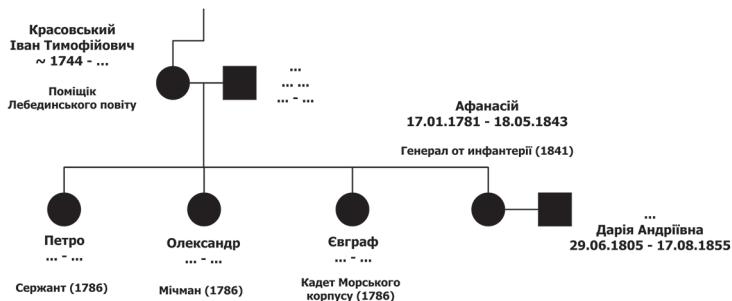 Красовський
Іван Тимофійович
~ 1744 - ...
Поміщік
Лебединського повіту
...
... ...
... - ...
Афанасій
17.01.1781 - 18.05.1843
Генерал от инфантерії (1841)
Петро
... - ...
Сержант (1786)
Олександр
... - ...
Мічман (1786)
Євграф
... - ...
Кадет Морського
корпусу (1786)
...
Дарія Андріївна
29.06.1805 - 17.08.1855